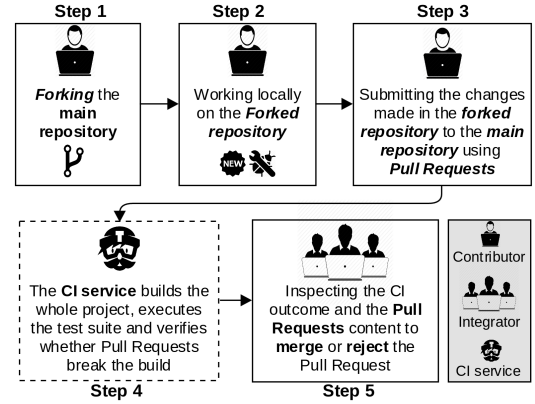 Step 1
Forking the
main
repository
Step 2
Working locally
on the Forked
repository
NEW
Step 3
Submitting the changes
made in the forked
repository to the main
repository using
Pull Requests
The CI service builds the
whole project, executes
the test suite and verifies
whether Pull Requests
break the build
Step 4
Inspecting the CI
outcome and the Pull
Requests content to
merge or reject the
Pull Request
Step 5
Contributor
Integrator
CI service